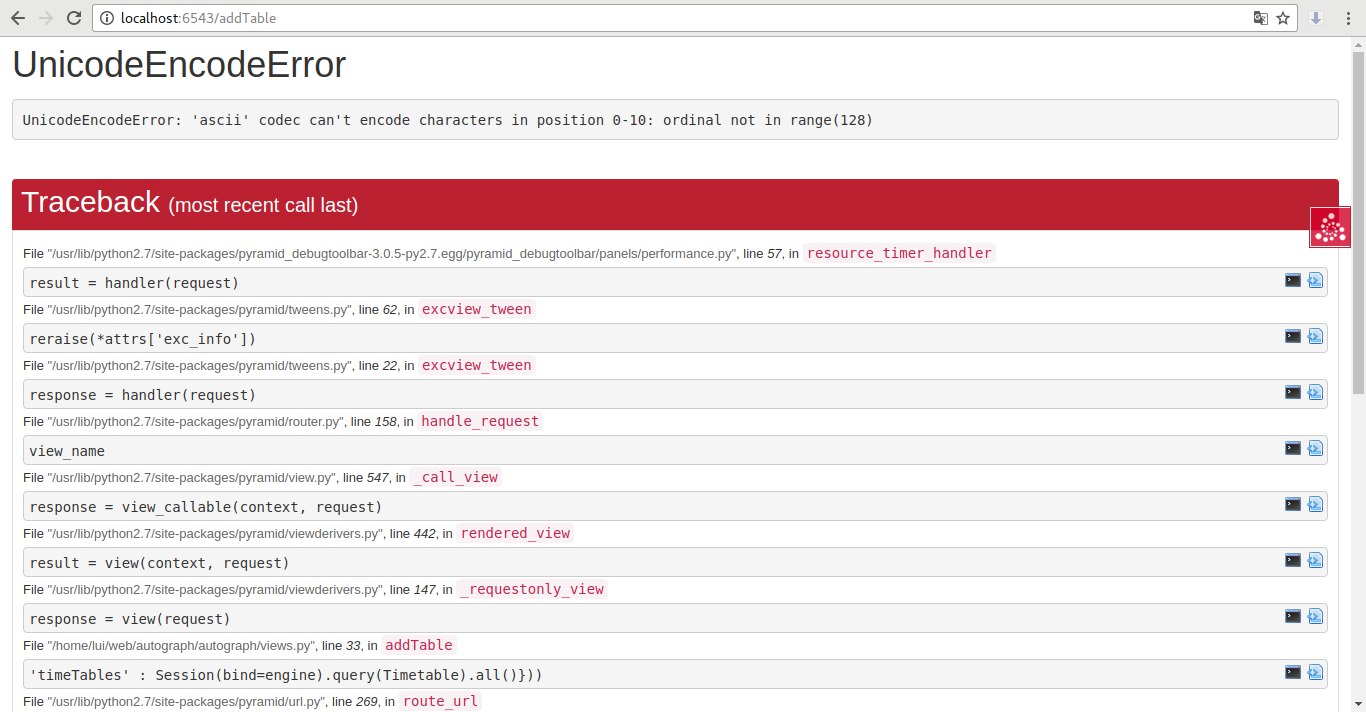 localhost:6543/addTable
UnicodeEncodeError
UnicodeEncodeError: 'ascii' codec can't encode characters in position 0-10: ordinal not in range(128)
Traceback (most recent call last)
File "/usr/lib/python2.7/site-packages/pyramid_debugtoolbar-3.0.5-py2.7.egg/pyramid_debugtoolbar/panels/performance.py", line 57, in resource_timer_handler
result = handler(request)
File "/usr/lib/python2.7/site-packages/pyramid/tweens.py", line 62, in excview_tween
reraise(*attrs['exc_info'])
File "/usr/lib/python2.7/site-packages/pyramid/tweens.py", line 22, in excview_tween
response = handler(request)
File "/usr/lib/python2.7/site-packages/pyramid/router.py", line 158, in handle_request
view_name
File "/usr/lib/python2.7/site-packages/pyramid/view.py", line 547, in _call_view
response = view_callable(context, request)
File "/usr/lib/python2.7/site-packages/pyramid/viewderivers.py", line 442, in rendered_view
result = view(context, request)
File "/usr/lib/python2.7/site-packages/pyramid/viewderivers.py", line 147, in _requestonly_view
response = view(request)
File "/home/lui/web/autograph/autograph/views.py", line 33, in addTable
'timeTables' : Session(bind=engine).query(Timetable).all()}))
File "/usr/lib/python2.7/site-packages/pyramid/url.py", line 269, in route_url